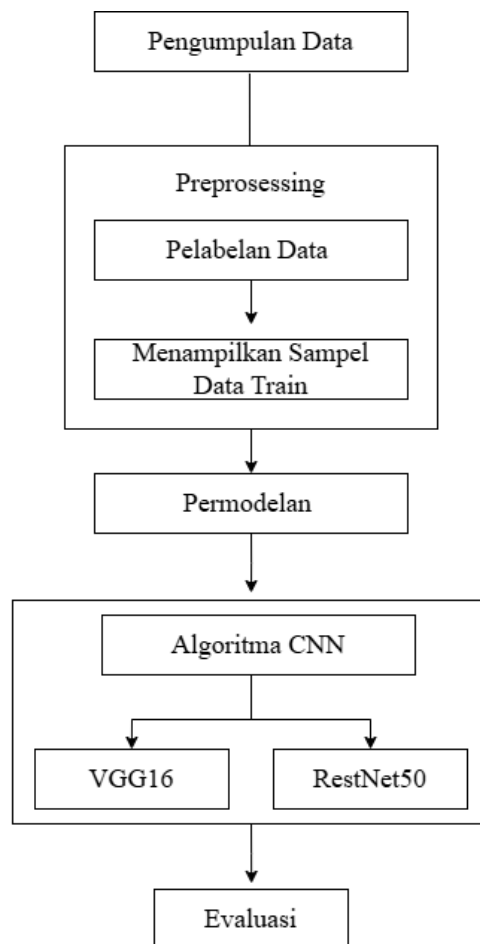 Pengumpulan Data
Preprosessing
Pelabelan Data
Menampilkan Sampel
Data Train
Permodelan
Algoritma CNN
VGG16
RestNet50
Evaluasi